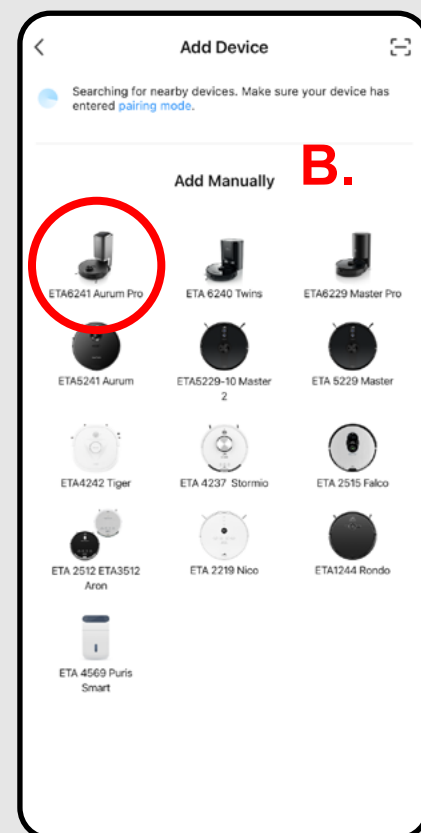 Add Device
Searching for nearby devices. Make sure your device has
entered pairing mode.
B.
Add Manually
ETA6241 Aurum Pro
ETA 6240 Twins
ETA6229 Master Pro
ETA5241 Aurum
ETA5229-10 Master
2
ETA 5229 Master
ETA4242 Tiger
ETA 4237 Stormio
ETA 2515 Falco
ETA 2512 ETA3512
Aron
ETA 2219 Nico
ETA1244 Rondo
ETA 4569 Puris
Smart